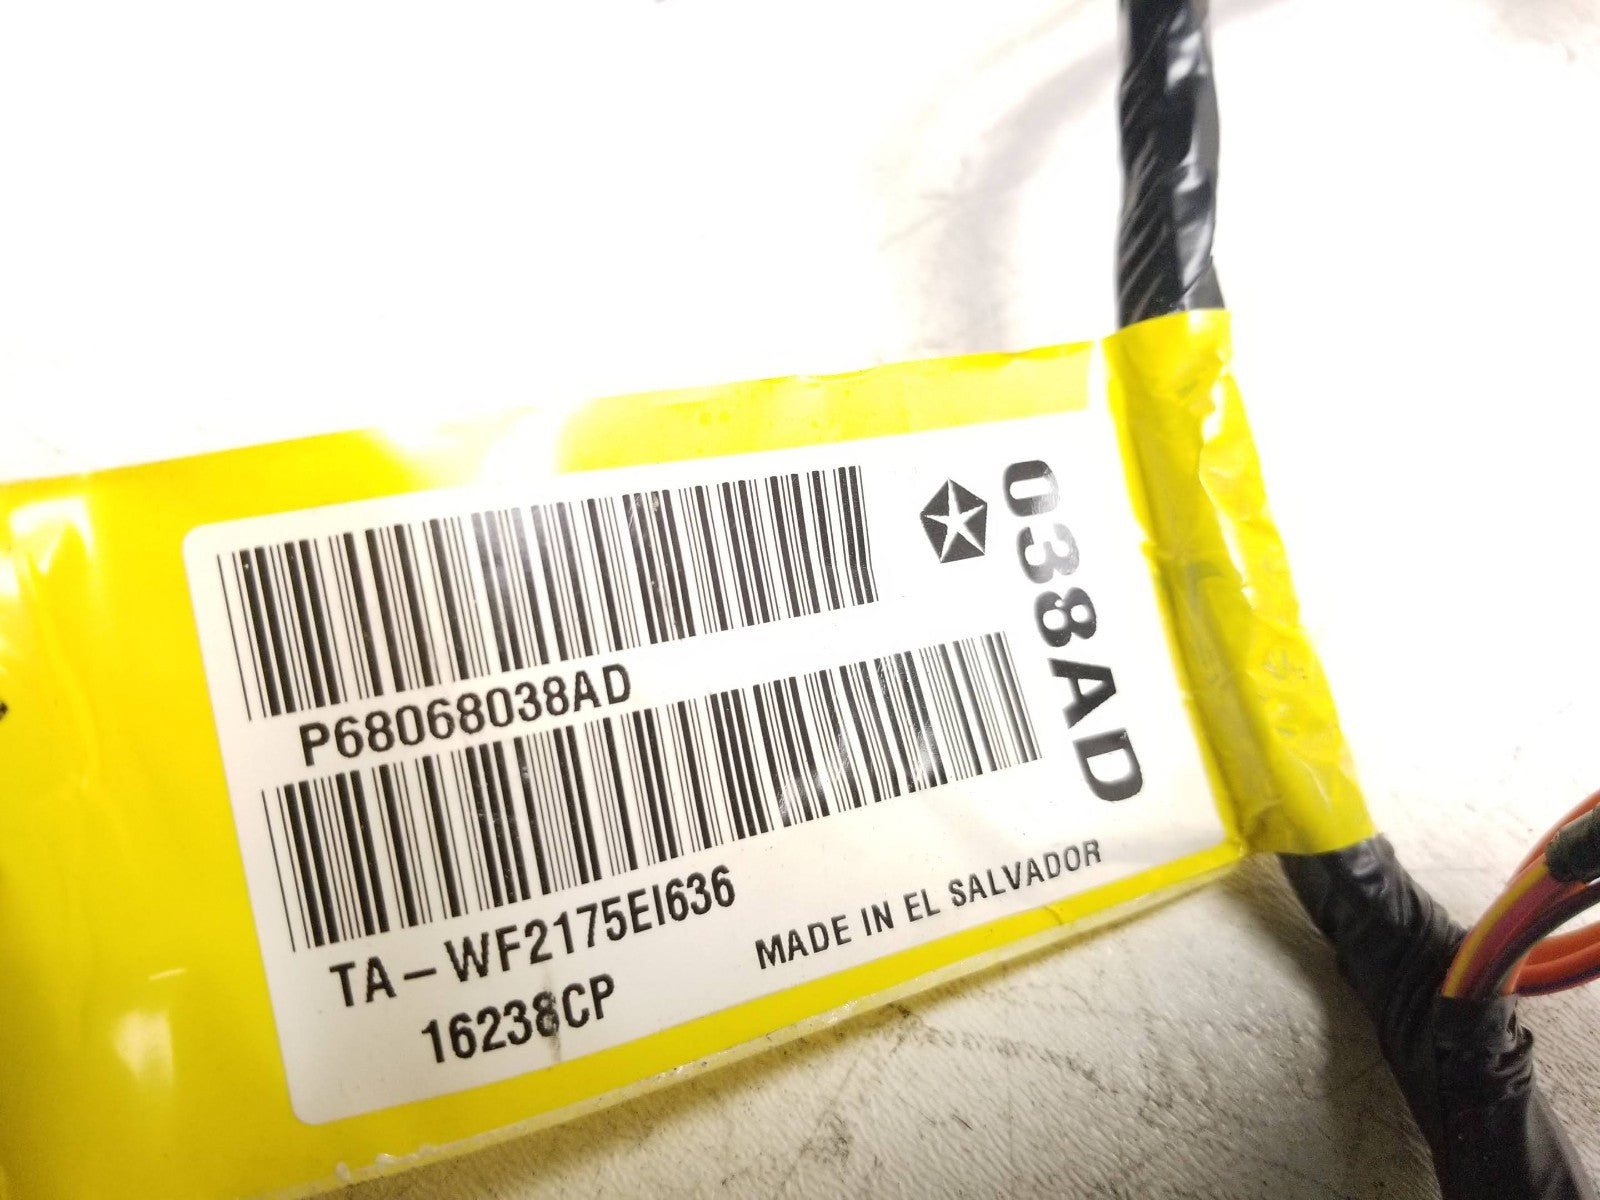 P68068038AD
TA-WF2175EI636
16238CP
MADE IN EL SALVADOR
038AD